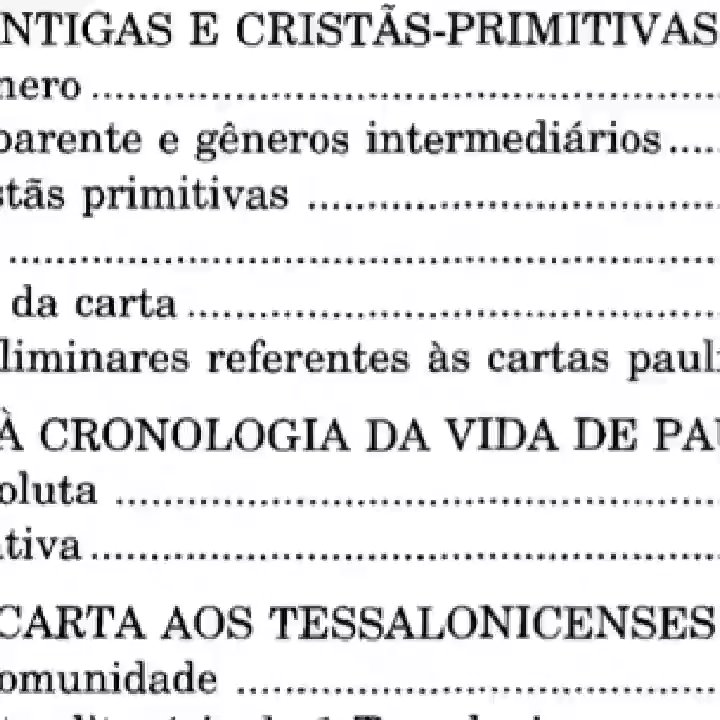 NTIGAS E CRISTÃS-PRIMITIVAS
nero ........................................
parente e gêneros intermediários.....
stãs primitivas ................................
........................................................
da carta ........................................
liminares referentes às cartas pauli
À CRONOLOGIA DA VIDA DE PAU
oluta ..............................................
tiva ................................................
CARTA AOS TESSALONICENSES
omunidade ....................................